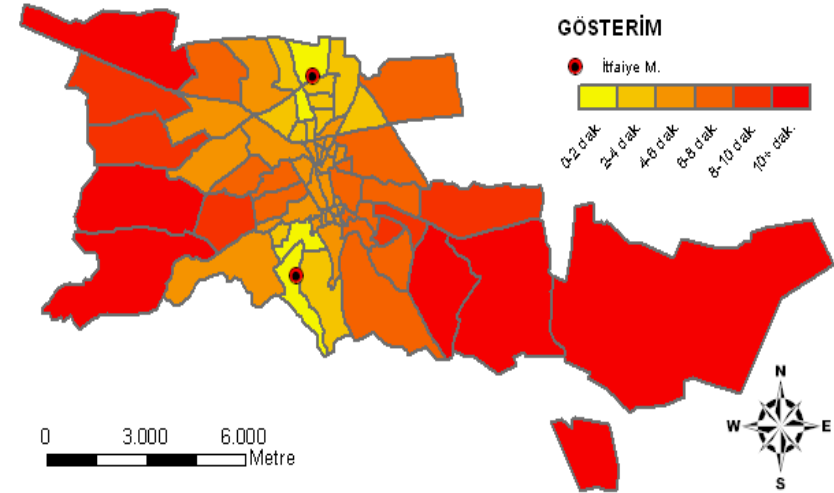 GÖSTERİM
İtfaiye M.
0-2 dak
2-4 dak
4-6 dak
6-8 dak
8-10 dak
10+ dak.
N
W E
S
0 3.000 6.000
Metre